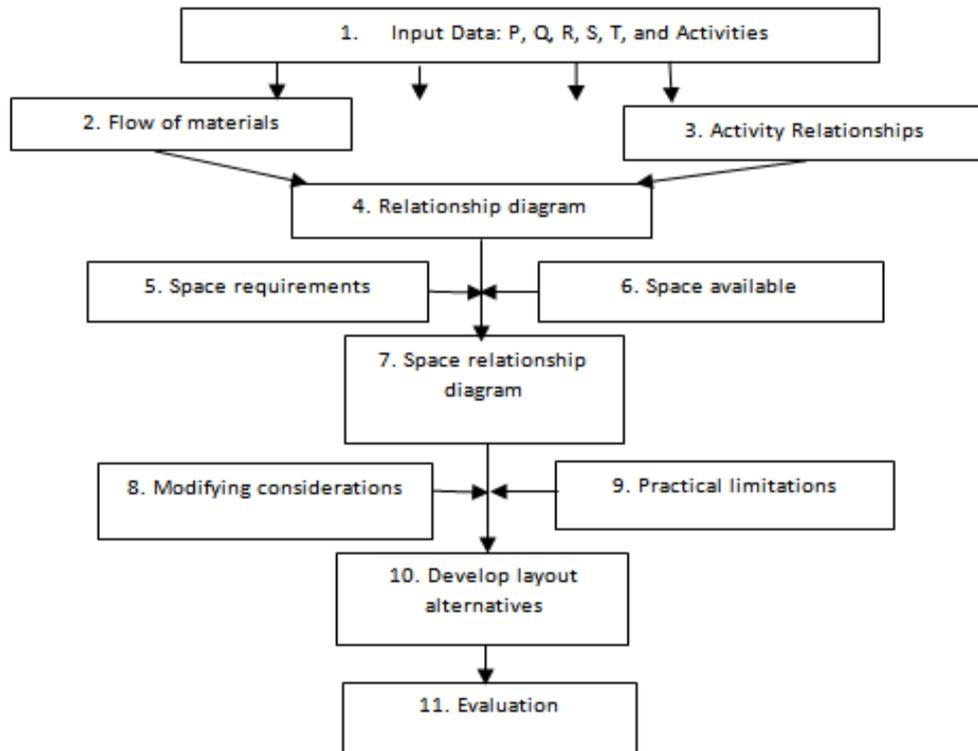 1. Input Data: P, Q, R, S, T, and Activities
2. Flow of materials
3. Activity Relationships
4. Relationship diagram
5. Space requirements
6. Space available
7. Space relationship
diagram
8. Modifying considerations
9. Practical limitations
10. Develop layout
alternatives
11. Evaluation